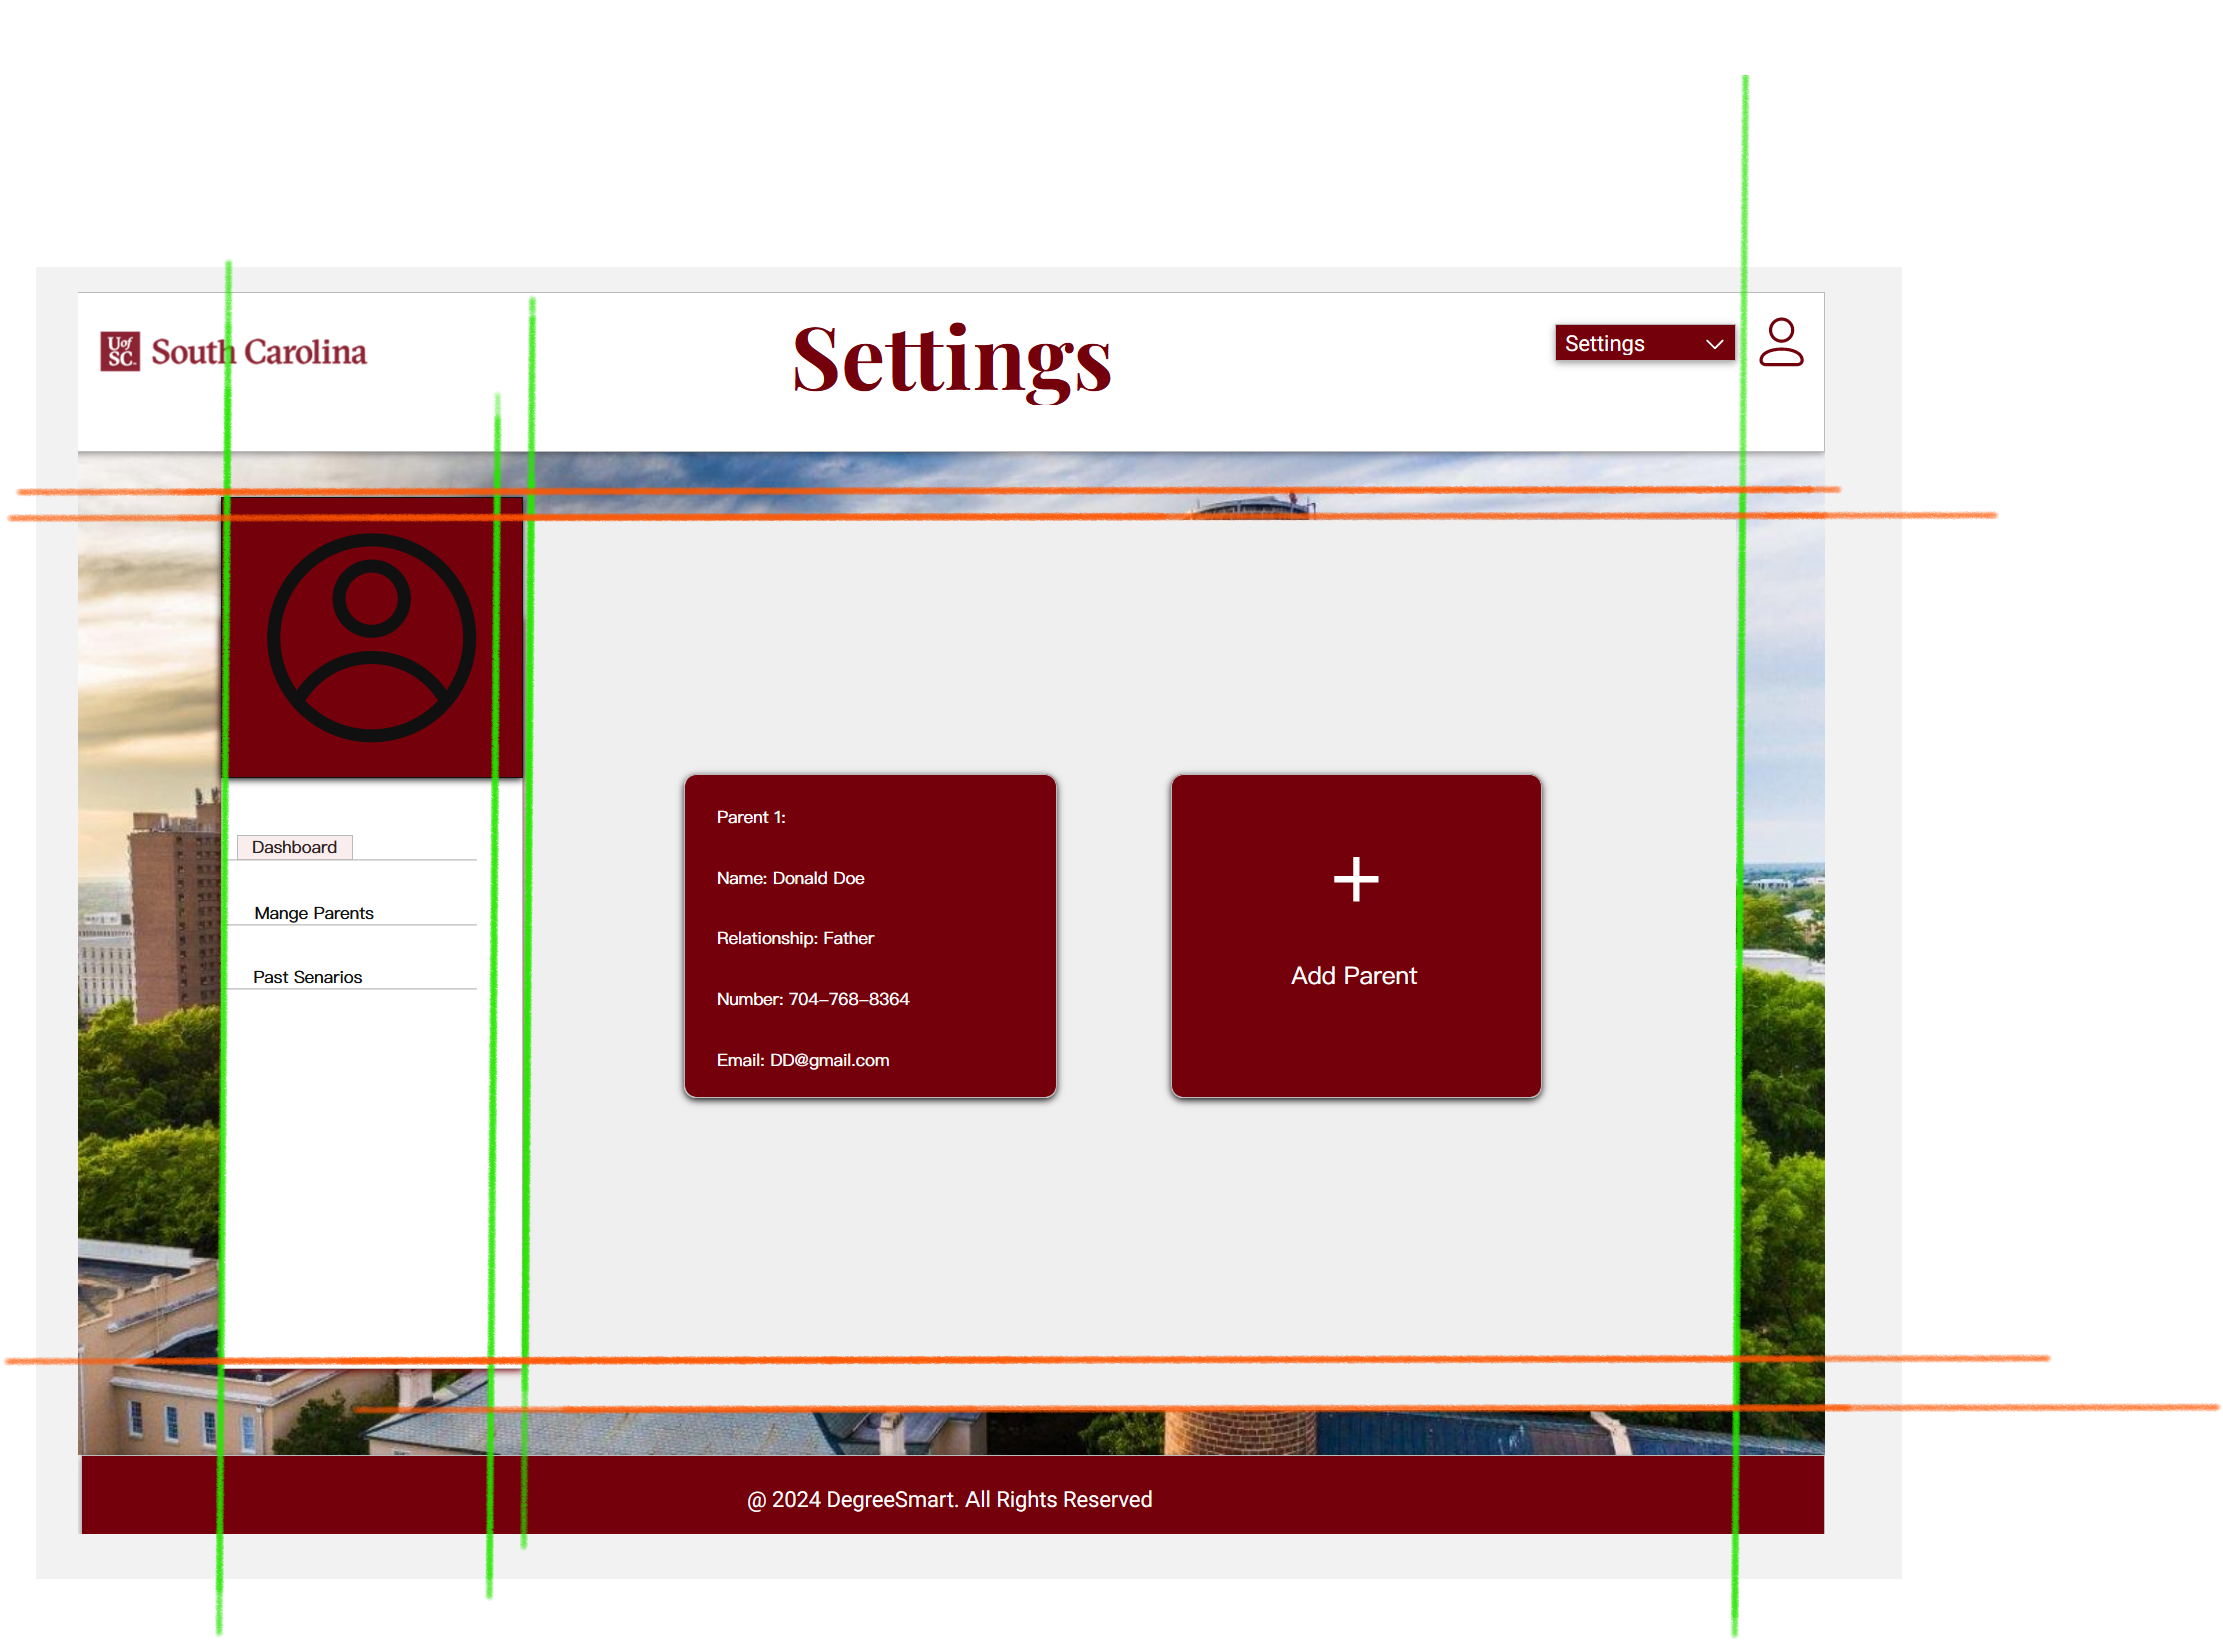 UofSC. South Carolina
Settings
Settings
Dashboard
Mange Parents
Past Senarios
Parent 1:
Name: Donald Doe
Relationship: Father
Number: 704-768-8364
Email: DD@gmail.com
Add Parent
@ 2024 DegreeSmart. All Rights Reserved